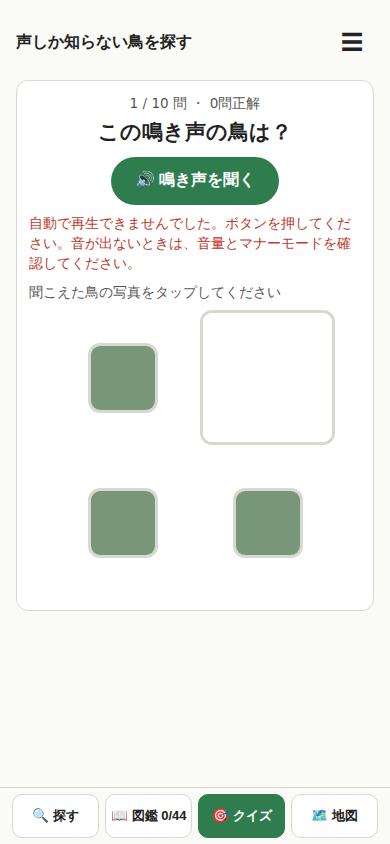 声しか知らない鳥を探す
1 / 10 問 · 0問正解
この鳴き声の鳥は？
🔊 鳴き声を聞く
自動で再生できませんでした。ボタンを押してくだ
さい。音が出ないときは、音量とマナーモードを確
認してください。
聞こえた鳥の写真をタップしてください
🔍 探す
📖 図鑑 0/44
🎯 クイズ
🗺️ 地図